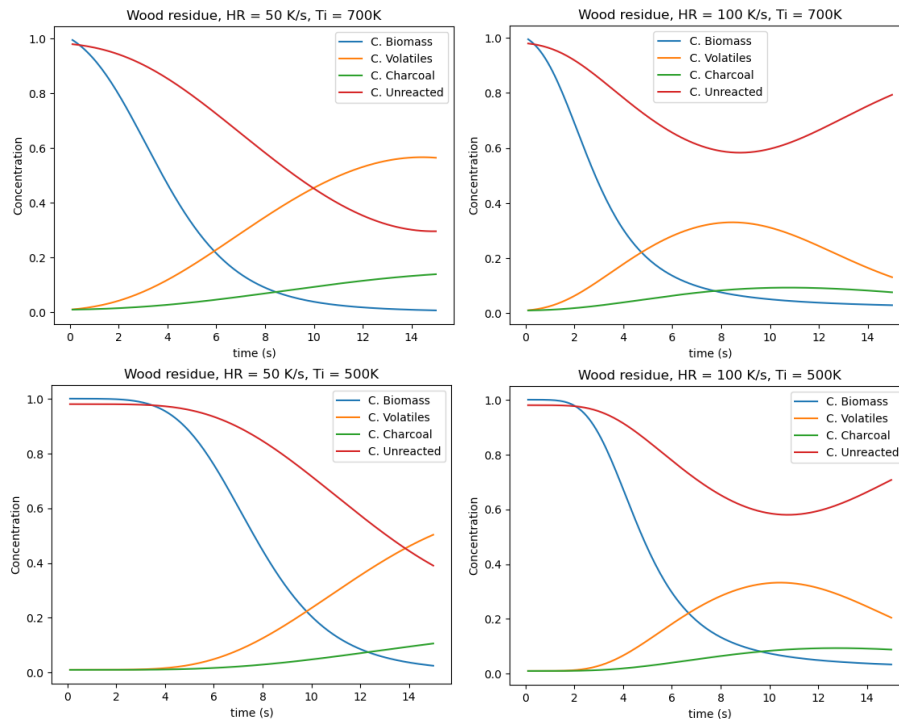 Wood residue, HR = 50 K/s, Ti = 700K
1.0
0.8
0.6
0.4
0.2
0.0
Concentration
C. Biomass
C. Volatiles
C. Charcoal
C. Unreacted
0 2 4 6 8 10 12 14
time (s)
Wood residue, HR = 100 K/s, Ti = 700K
1.0
0.8
0.6
0.4
0.2
0.0
Concentration
C. Biomass
C. Volatiles
C. Charcoal
C. Unreacted
0 2 4 6 8 10 12 14
time (s)
Wood residue, HR = 50 K/s, Ti = 500K
1.0
0.8
0.6
0.4
0.2
0.0
Concentration
C. Biomass
C. Volatiles
C. Charcoal
C. Unreacted
0 2 4 6 8 10 12 14
time (s)
Wood residue, HR = 100 K/s, Ti = 500K
1.0
0.8
0.6
0.4
0.2
0.0
Concentration
C. Biomass
C. Volatiles
C. Charcoal
C. Unreacted
0 2 4 6 8 10 12 14
time (s)